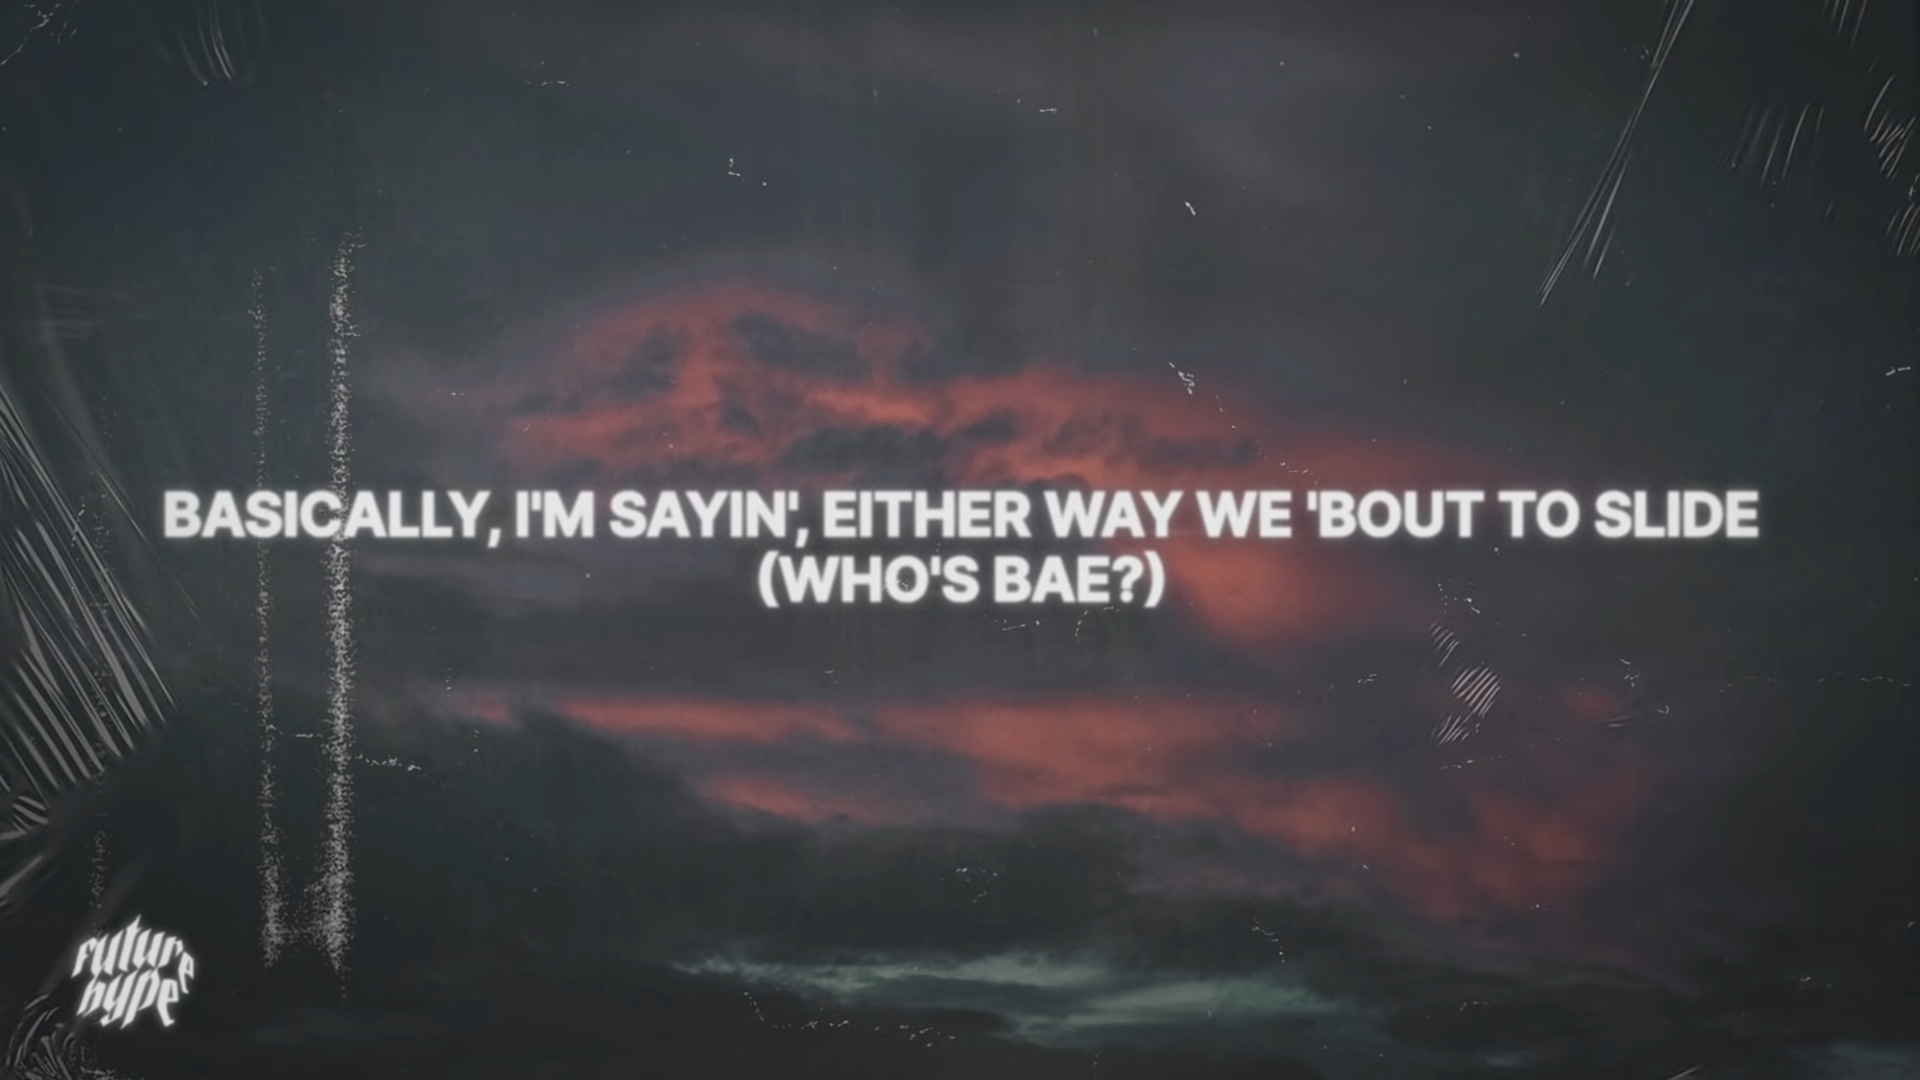 BASICALLY, I'M SAYIN', EITHER WAY WE 'BOUT TO SLIDE
(WHO'S BAE?)
future
hype